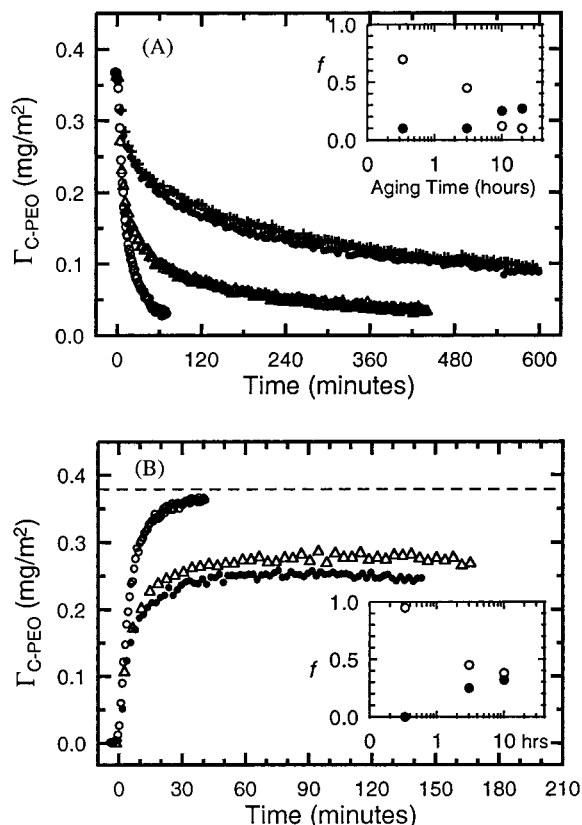 (A)
ΓC-PEO (mg/m²)
0.4
0.3
0.2
0.1
0.0
0 120 240 360 480 600
Time (minutes)
f
1.0
0.5
0.0
0 1 10
Aging Time (hours)
(B)
ΓC-PEO (mg/m²)
0.4
0.3
0.2
0.1
0.0
0 30 60 90 120 150 180 210
Time (minutes)
f
1.0
0.5
0.0
0 1 10 hrs